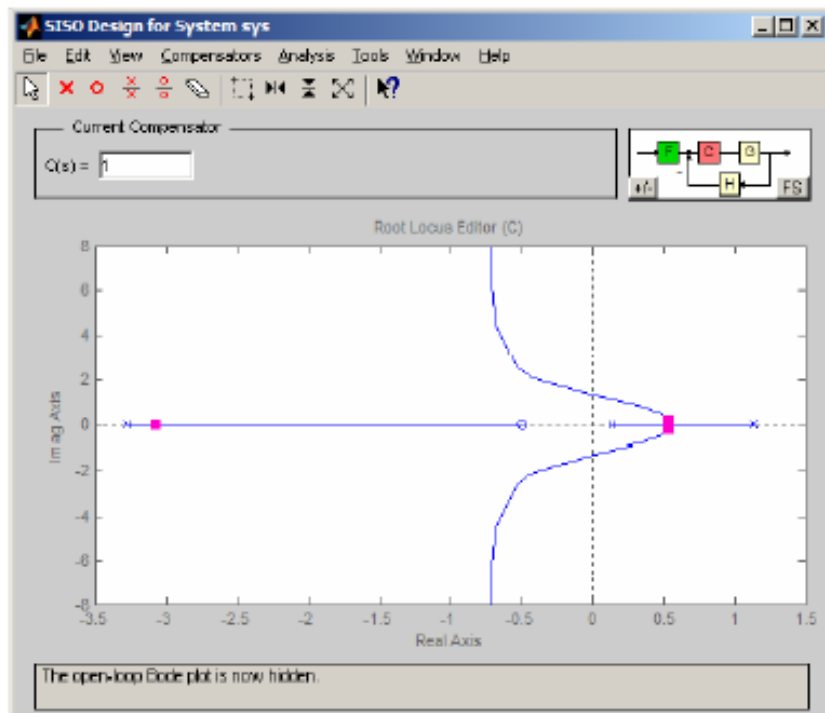 SISO Design for System sys
File Edit View Compensators Analysis Tools Window Help
Current Compensator
C(s) = 1
F C G
H
+/- FS
Root Locus Editor (C)
Imag Axis
8
6
4
2
0
-2
-4
-6
-8
-3.5 -3 -2.5 -2 -1.5 -1 -0.5 0 0.5 1 1.5
Real Axis
The open-loop Bode plot is now hidden.